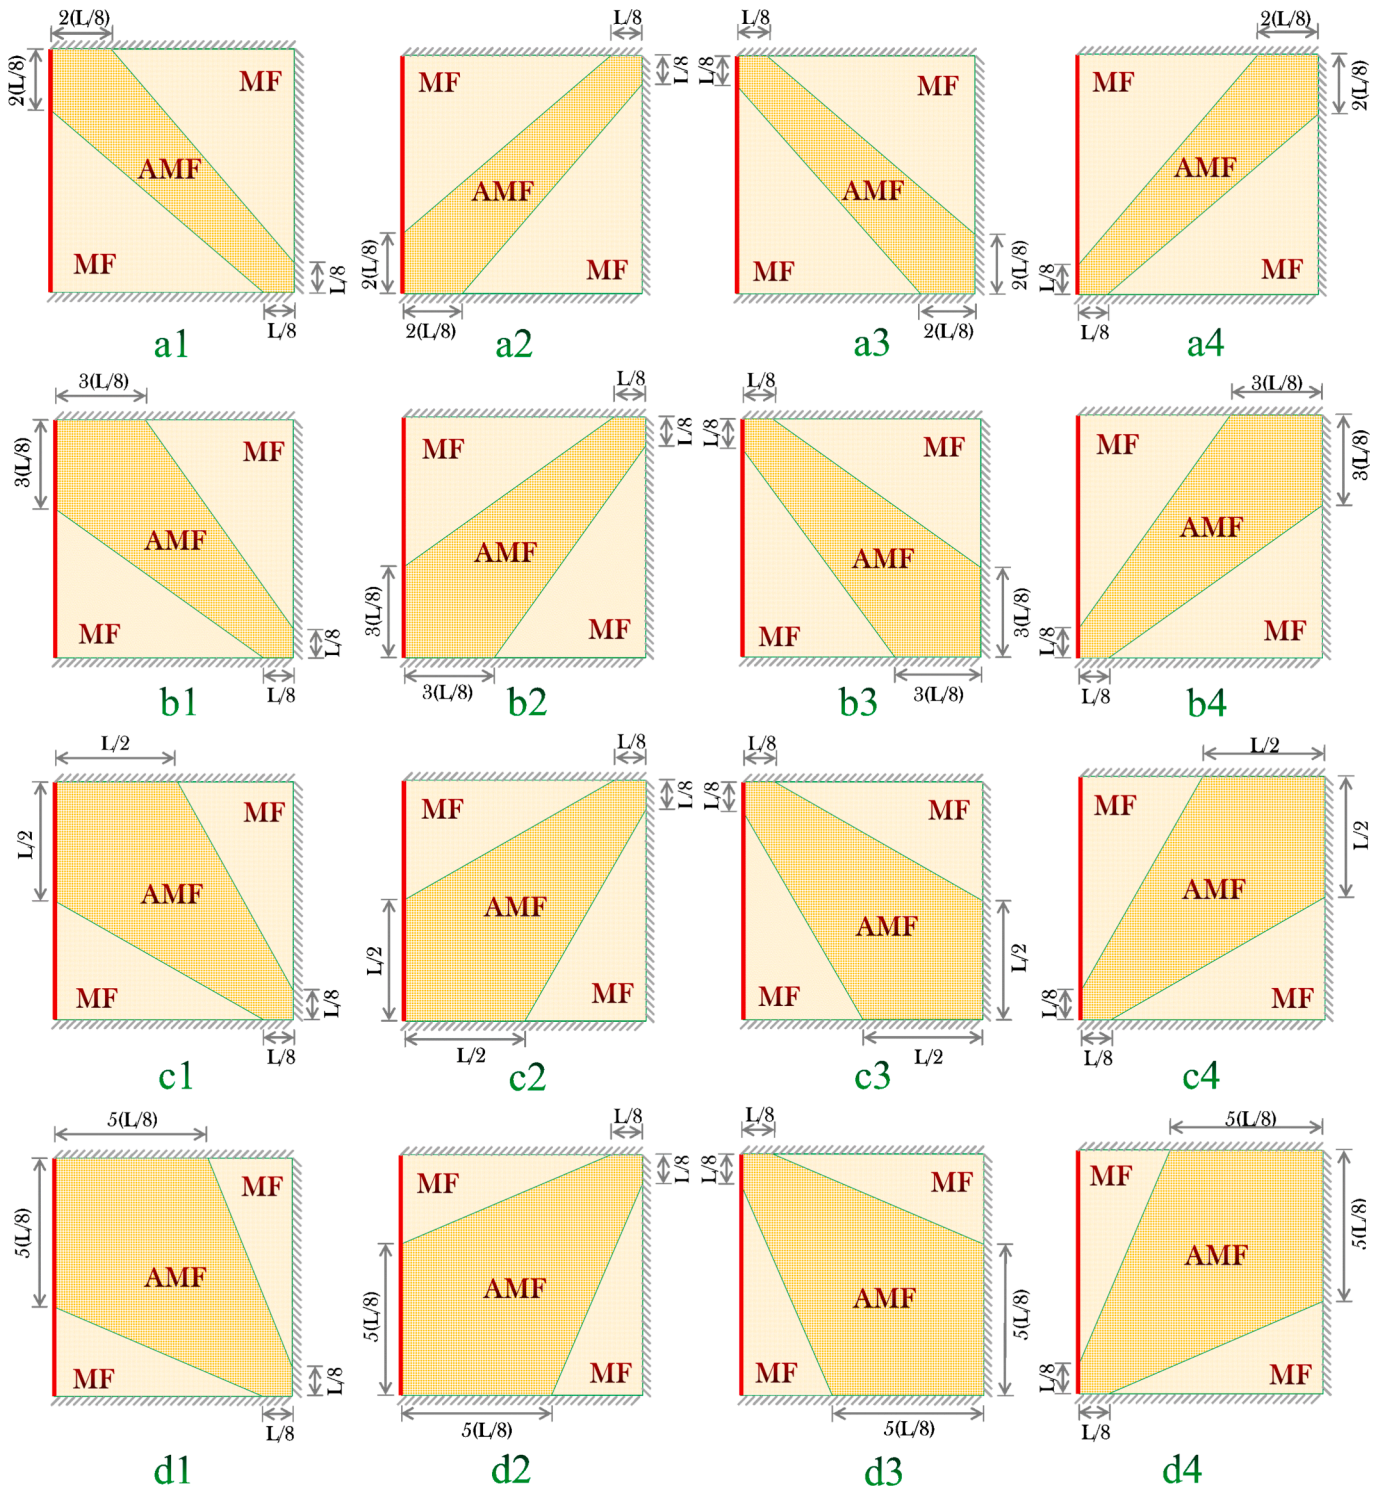 2(L/8) L/8 L/8 2(L/8)
2(L/8) MF AMF MF L/8 L/8
MF L/8 AMF MF 2(L/8) 2(L/8)
L/8 MF AMF MF 2(L/8) 2(L/8)
MF 2(L/8) AMF L/8 MF L/8
a1 a2 a3 a4
3(L/8) L/8 L/8 3(L/8)
3(L/8) MF AMF MF L/8 L/8
MF L/8 AMF 3(L/8) MF 3(L/8)
L/8 MF AMF MF 3(L/8) 3(L/8)
MF 3(L/8) AMF L/8 MF L/8
b1 b2 b3 b4
L/2 L/8 L/8 L/2
L/2 MF AMF MF L/8 L/8
MF L/8 AMF L/2 MF L/2
L/8 MF AMF MF L/2 L/2
MF L/2 AMF L/8 MF L/8
c1 c2 c3 c4
5(L/8) L/8 L/8 5(L/8)
5(L/8) MF AMF MF L/8 L/8
MF L/8 AMF 5(L/8) MF 5(L/8)
L/8 MF AMF MF 5(L/8) 5(L/8)
MF 5(L/8) AMF L/8 MF L/8
d1 d2 d3 d4